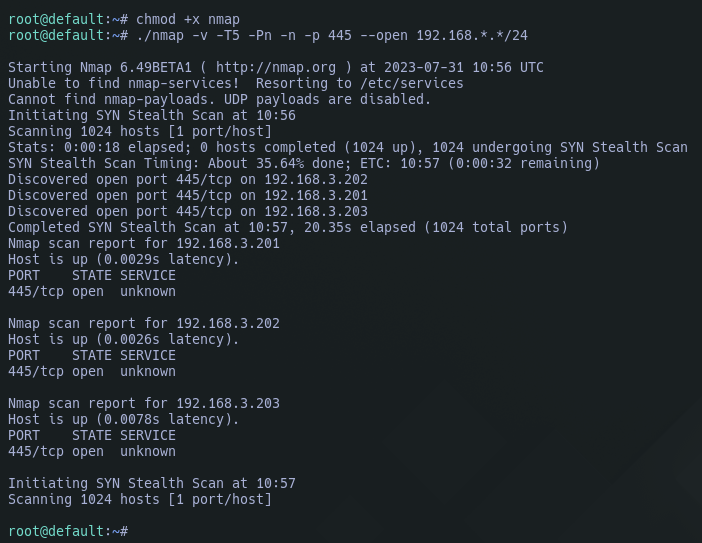 root@default:~# chmod +x nmap
root@default:~# ./nmap -v -T5 -Pn -n -p 445 --open 192.168.*.*/24
Starting Nmap 6.49BETA1 ( http://nmap.org ) at 2023-07-31 10:56 UTC
Unable to find nmap-services!  Resorting to /etc/services
Cannot find nmap-payloads. UDP payloads are disabled.
Initiating SYN Stealth Scan at 10:56
Scanning 1024 hosts [1 port/host]
Stats: 0:00:18 elapsed; 0 hosts completed (1024 up), 1024 undergoing SYN Stealth Scan
SYN Stealth Scan Timing: About 35.64% done; ETC: 10:57 (0:00:32 remaining)
Discovered open port 445/tcp on 192.168.3.202
Discovered open port 445/tcp on 192.168.3.201
Discovered open port 445/tcp on 192.168.3.203
Completed SYN Stealth Scan at 10:57, 20.35s elapsed (1024 total ports)
Nmap scan report for 192.168.3.201
Host is up (0.0029s latency).
PORT    STATE SERVICE
445/tcp open  unknown
Nmap scan report for 192.168.3.202
Host is up (0.0026s latency).
PORT    STATE SERVICE
445/tcp open  unknown
Nmap scan report for 192.168.3.203
Host is up (0.0078s latency).
PORT    STATE SERVICE
445/tcp open  unknown
Initiating SYN Stealth Scan at 10:57
Scanning 1024 hosts [1 port/host]
root@default:~#